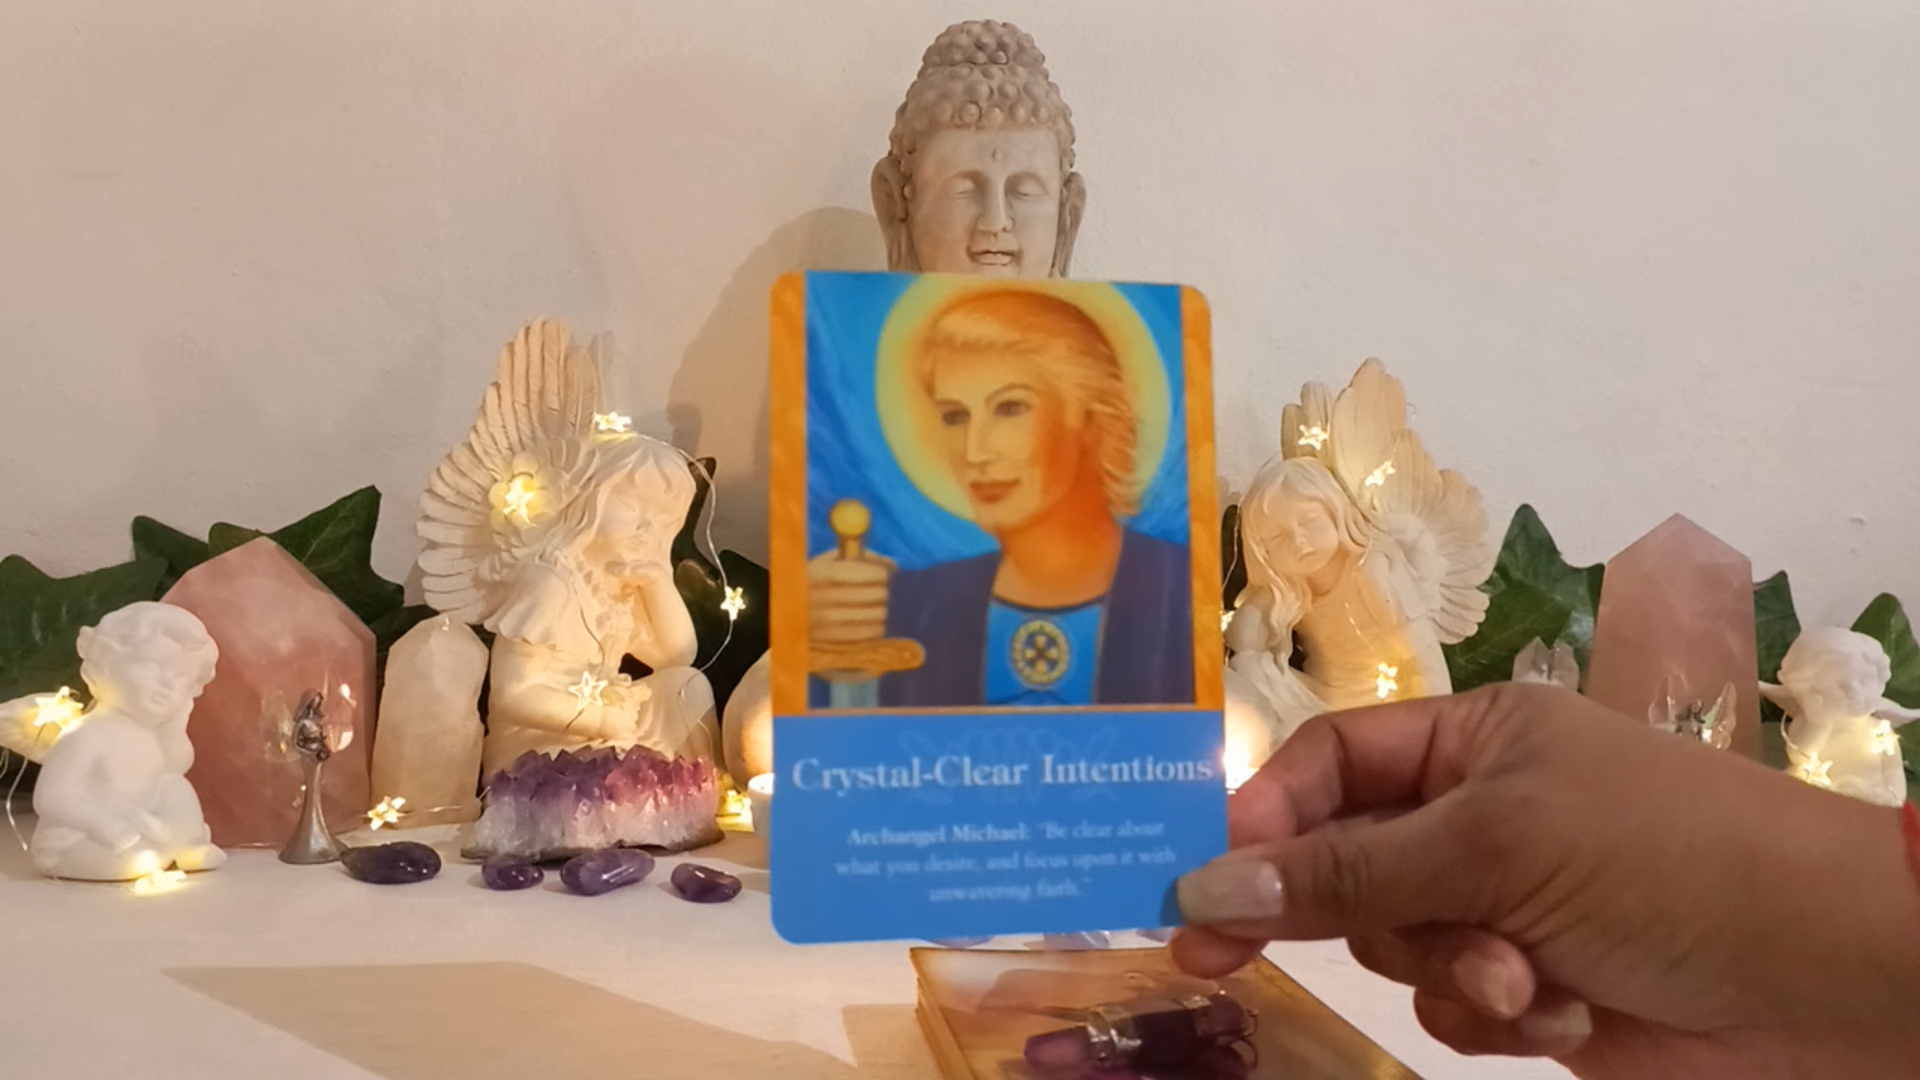 Crystal-Clear Intentions
Archangel Michael: "Be clear about
what you desire, and focus upon it with
unwavering faith."